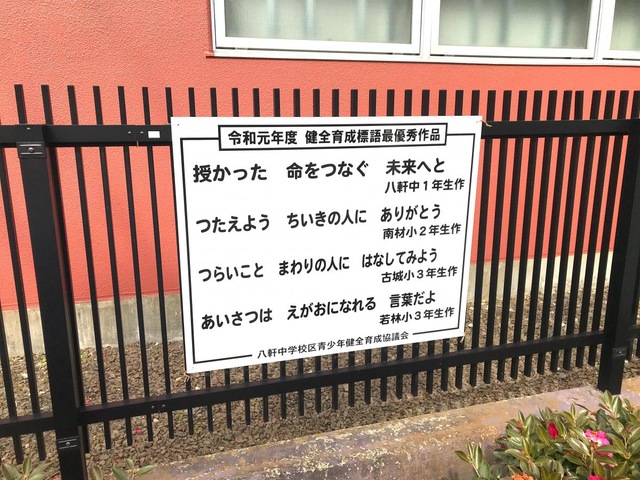 令和元年度 健全育成標語最優秀作品
授かった 命をつなぐ 未来へと
八軒中1年生作
つたえよう ちいきの人に ありがとう
南材小2年生作
つらいこと まわりの人に はなしてみよう
古城小3年生作
あいさつは えがおになれる 言葉だよ
若林小3年生作
八軒中学校区青少年健全育成協議会